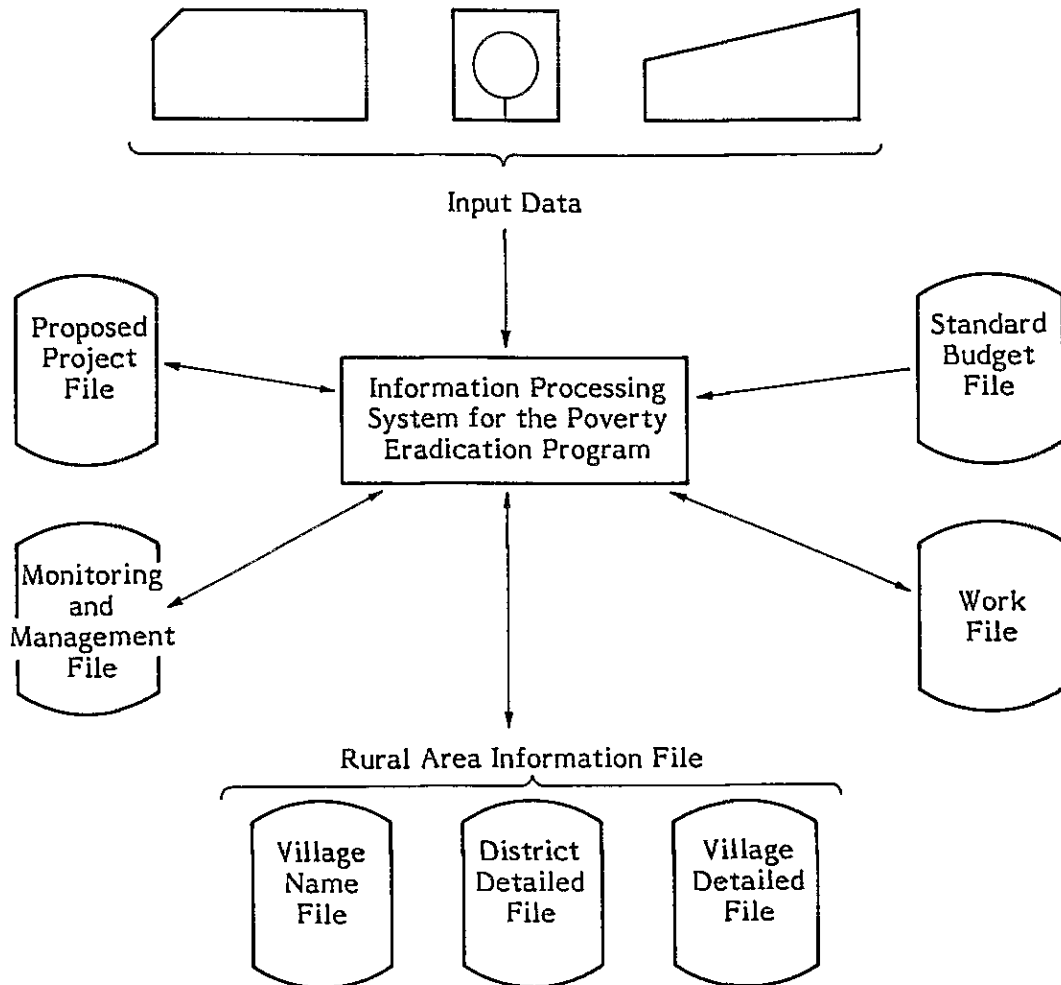 Input Data
Proposed
Project
File
Standard
Budget
File
Information Processing
System for the Poverty
Eradication Program
Monitoring
and
Management
File
Work
File
Rural Area Information File
Village
Name
File
District
Detailed
File
Village
Detailed
File